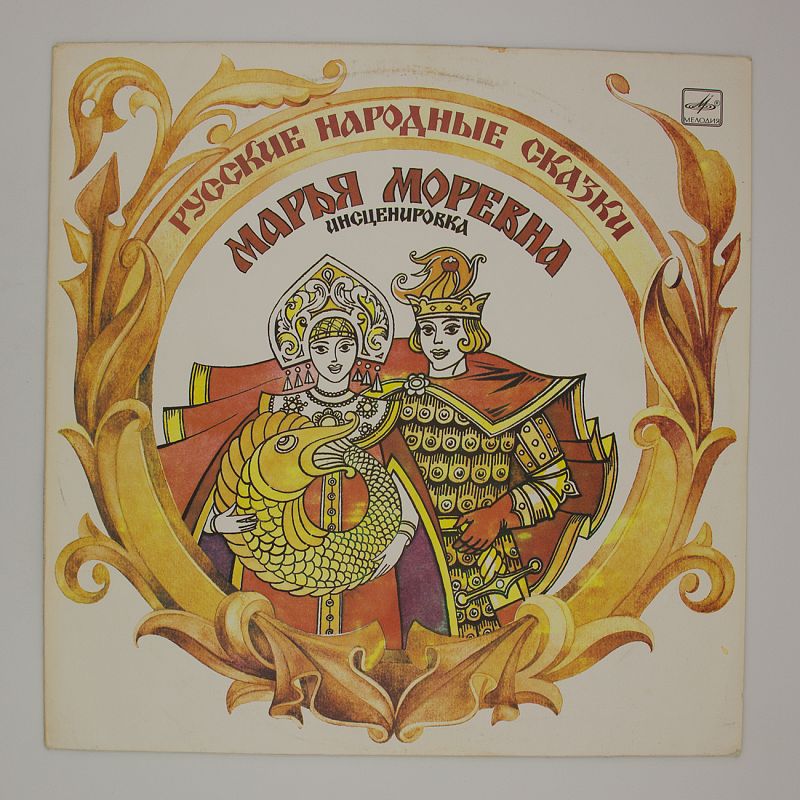 РУССКИЕ НАРОДНЫЕ СКАЗКИ
МАРЬЯ МОРЕВНА
ИНСЦЕНИРОВКА
МЕЛОДИЯ